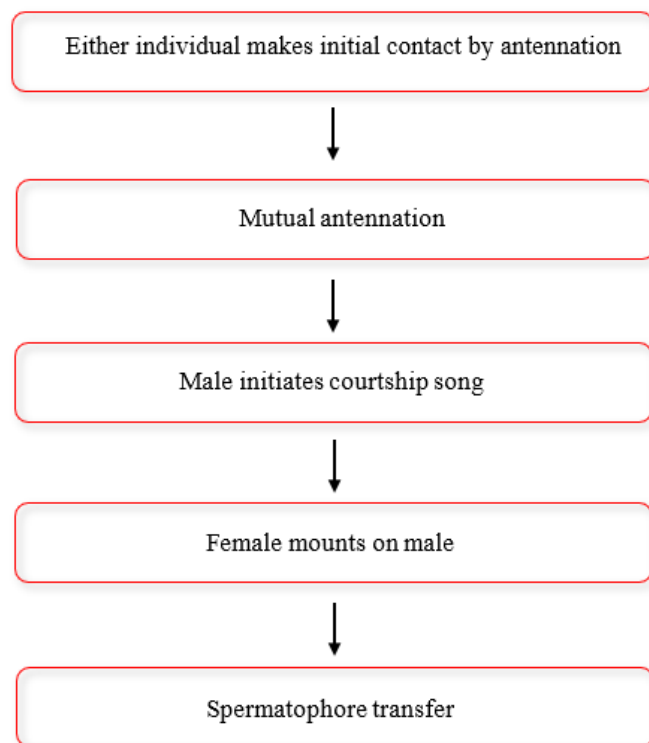 Either individual makes initial contact by antennation
Mutual antennation
Male initiates courtship song
Female mounts on male
Spermatophore transfer